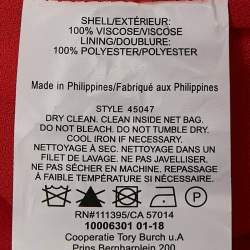 SHELL/EXTÉRIEUR:
100% VISCOSE/VISCOSE
LINING/DOUBLURE:
100% POLYESTER/POLYESTER
Made in Philippines/Fabriqué aux Philippines
STYLE 45047
DRY CLEAN. CLEAN INSIDE NET BAG.
DO NOT BLEACH. DO NOT TUMBLE DRY.
COOL IRON IF NECESSARY.
NETTOYAGE À SEC. NETTOYAGE DANS UN
FILET DE LAVAGE. NE PAS JAVELLISER.
NE PAS SÉCHER EN MACHINE. REPASSAGE
À FAIBLE TEMPÉRATURE SI NÉCESSAIRE.
RN#111395/CA 57014
10006301 01-18
Cooperatie Tory Burch u.A
Prins Bernhardplein 200